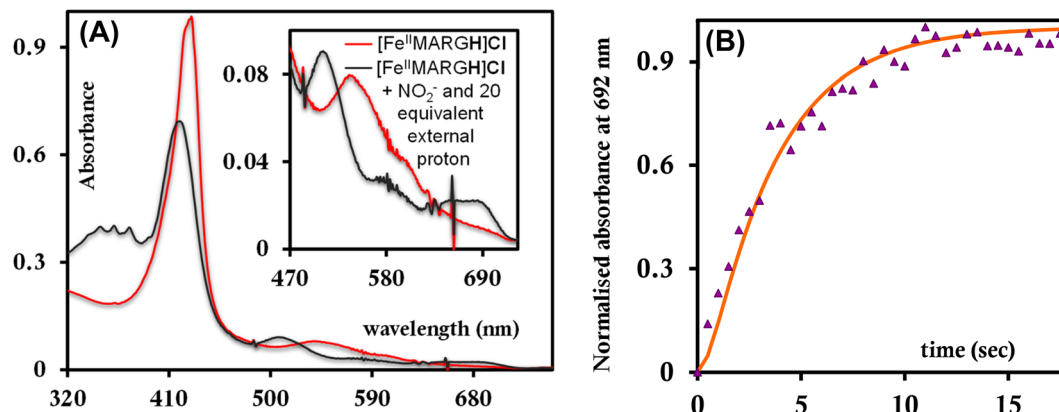 (A)
Absorbance
0.9
0.6
0.3
0
320
410
500
590
680
wavelength (nm)
0.08
0.04
0
470
580
690
[FeᴵᴵMARGH]Cl
[FeᴵᴵMARGH]Cl
+ NO₂⁻ and 20
equivalent
external
proton
(B)
Normalised absorbance at 692 nm
0.9
0.6
0.3
0
0
5
10
15
time (sec)